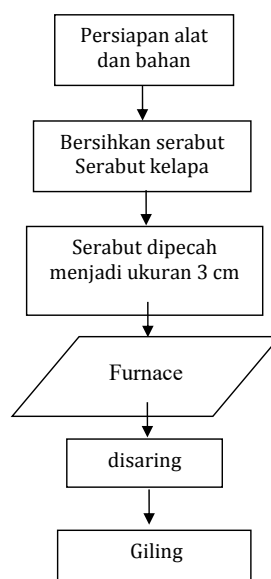 Persiapan alat
dan bahan
Bersihkan serabut
Serabut kelapa
Serabut dipecah
menjadi ukuran 3 cm
Furnace
disaring
Giling